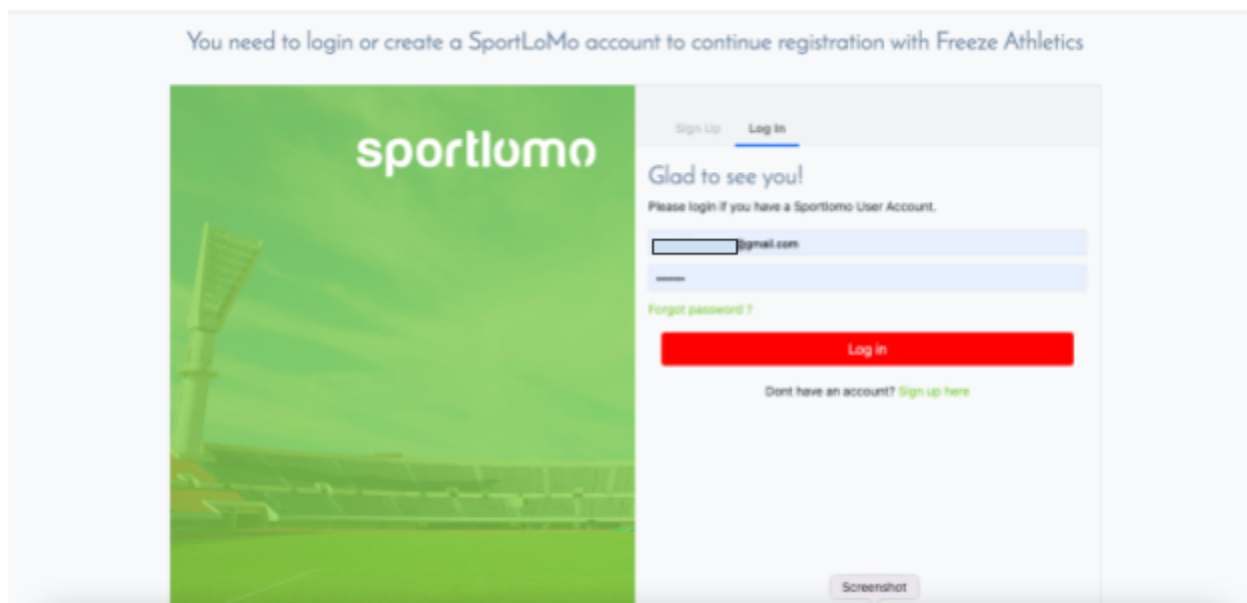 You need to login or create a SportLoMo account to continue registration with Freeze Athletics
sportlomo
Sign Up Log In
Glad to see you!
Please login if you have a Sportlomo User Account.
@gmail.com
Forgot password ?
Log in
Dont have an account? Sign up here
Screenshot